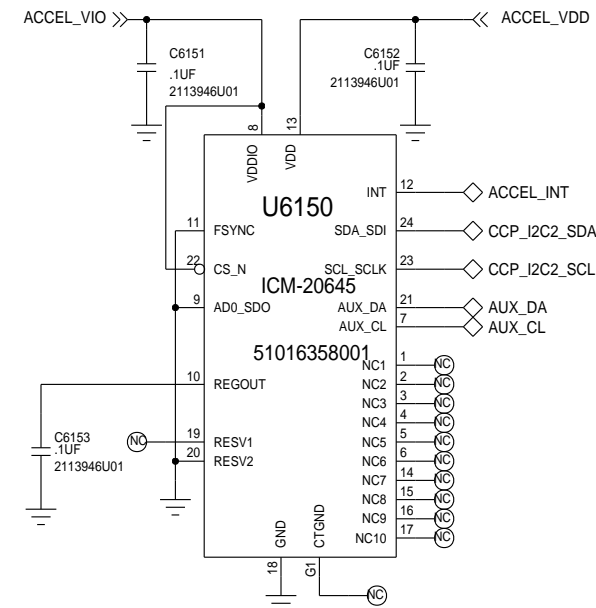 ACCEL_VIO
ACCEL_VDD
C6151
.1UF
2113946U01
C6152
.1UF
2113946U01
8
13
VDDIO
VDD
U6150
ICM-20645
51016358001
11
FSYNC
22
CS_N
9
AD0_SDO
10
REGOUT
19
RESV1
20
RESV2
NC
C6153
.1UF
2113946U01
INT
12
ACCEL_INT
SDA_SDI
24
CCP_I2C2_SDA
SCL_SCLK
23
CCP_I2C2_SCL
AUX_DA
21
AUX_DA
AUX_CL
7
AUX_CL
NC1
1
NC
NC2
2
NC
NC3
3
NC
NC4
4
NC
NC5
5
NC
NC6
6
NC
NC7
14
NC
NC8
15
NC
NC9
16
NC
NC10
17
NC
GND
18
CTGND
G1
NC